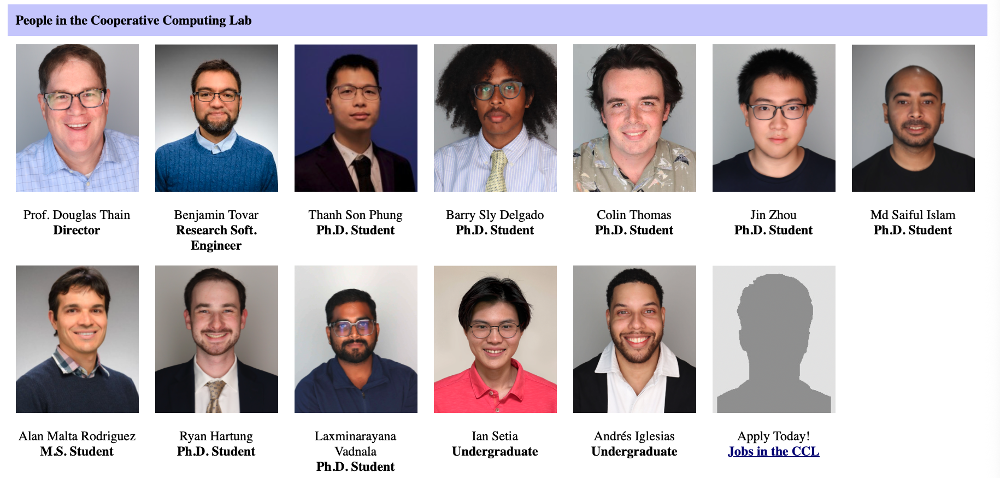 People in the Cooperative Computing Lab
Prof. Douglas Thain
Director
Benjamin Tovar
Research Soft.
Engineer
Thanh Son Phung
Ph.D. Student
Barry Sly Delgado
Ph.D. Student
Colin Thomas
Ph.D. Student
Jin Zhou
Ph.D. Student
Md Saiful Islam
Ph.D. Student
Alan Malta Rodriguez
M.S. Student
Ryan Hartung
Ph.D. Student
Laxminarayana
Vadnala
Ph.D. Student
Ian Setia
Undergraduate
Andrés Iglesias
Undergraduate
Apply Today!
Jobs in the CCL